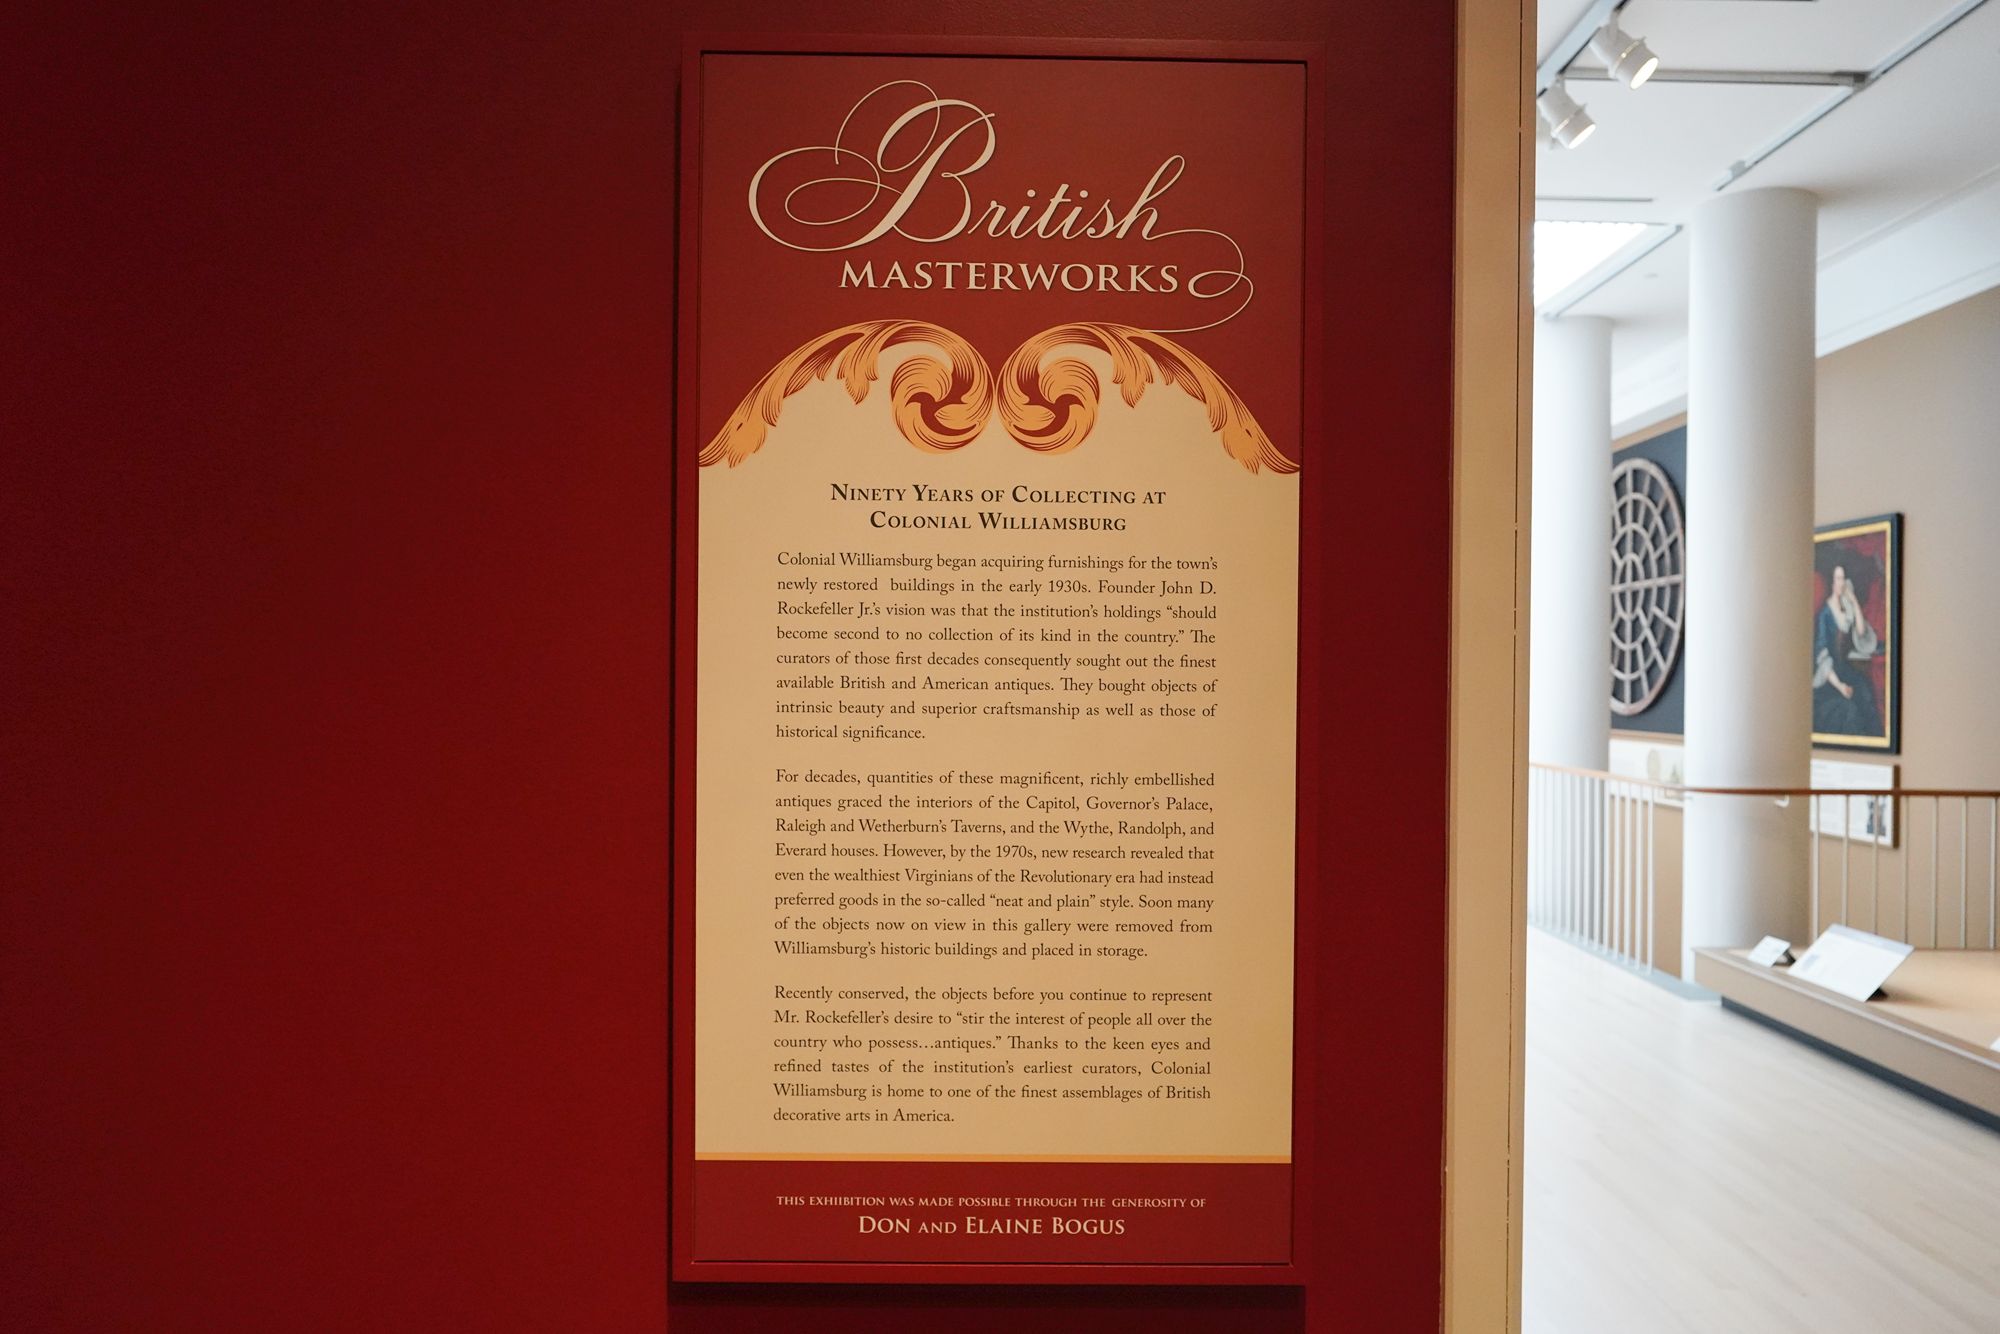 British
MASTERWORKS
NINETY YEARS OF COLLECTING AT
COLONIAL WILLIAMSBURG
Colonial Williamsburg began acquiring furnishings for the town's
newly restored buildings in the early 1930s. Founder John D.
Rockefeller Jr.'s vision was that the institution's holdings “should
become second to no collection of its kind in the country.” The
curators of those first decades consequently sought out the finest
available British and American antiques. They bought objects of
intrinsic beauty and superior craftsmanship as well as those of
historical significance.
For decades, quantities of these magnificent, richly embellished
antiques graced the interiors of the Capitol, Governor's Palace,
Raleigh and Wetherburn's Taverns, and the Wythe, Randolph, and
Everard houses. However, by the 1970s, new research revealed that
even the wealthiest Virginians of the Revolutionary era had instead
preferred goods in the so-called “neat and plain” style. Soon many
of the objects now on view in this gallery were removed from
Williamsburg's historic buildings and placed in storage.
Recently conserved, the objects before you continue to represent
Mr. Rockefeller's desire to “stir the interest of people all over the
country who possess…antiques.” Thanks to the keen eyes and
refined tastes of the institution's earliest curators, Colonial
Williamsburg is home to one of the finest assemblages of British
decorative arts in America.
THIS EXHIIBITION WAS MADE POSSIBLE THROUGH THE GENEROSITY OF
DON AND ELAINE BOGUS